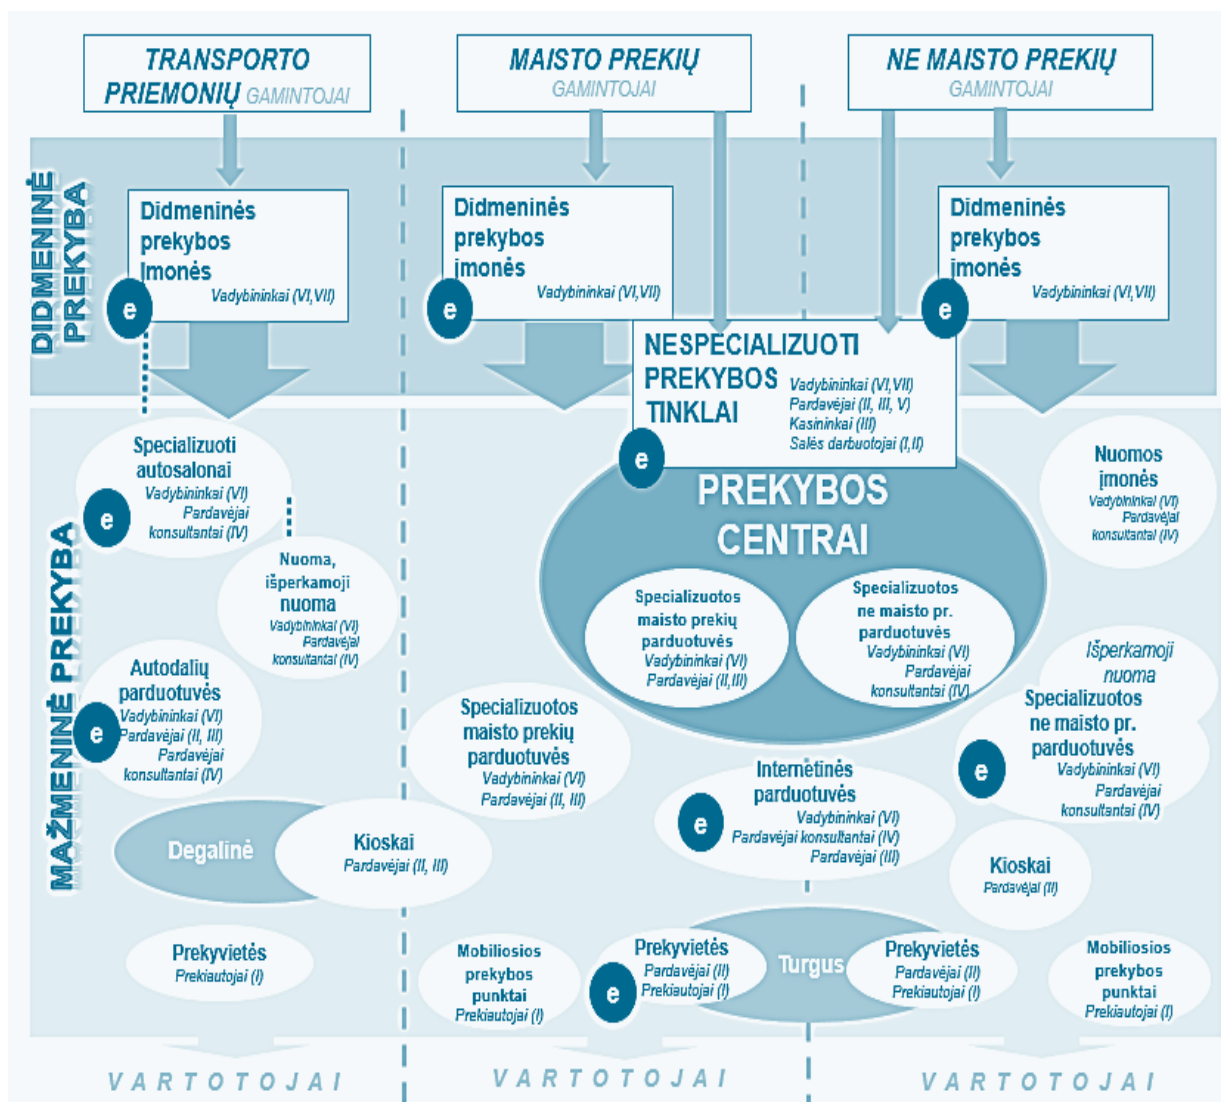 TRANSPORTO
PRIEMONIŲ GAMINTOJAI
MAISTO PREKIŲ
GAMINTOJAI
NE MAISTO PREKIŲ
GAMINTOJAI
DIDMENINĖ
PREKYBA
Didmeninės
prekybos
įmonės
Vadybininkai (VI,VII)
e
Didmeninės
prekybos
įmonės
Vadybininkai (VI,VII)
e
Didmeninės
prekybos
įmonės
Vadybininkai (VI,VII)
e
NESPECIALIZUOTI
PREKYBOS
TINKLAI
Vadybininkai (VI,VII)
Pardavėjai (II, III, V)
Kasininkai (III)
Salės darbuotojai (I,II)
e
MAŽMENINĖ PREKYBA
Specializuoti
autosalonai
Vadybininkai (VI)
Pardavėjai
konsultantai (IV)
e
Nuoma,
išperkamoji
nuoma
Vadybininkai (VI)
Pardavėjai
konsultantai (IV)
Autodalių
parduotuvės
Vadybininkai (VI)
Pardavėjai (II, III)
Pardavėjai
konsultantai (IV)
e
Degalinė
Kioskai
Pardavėjai (II, III)
Prekyvietės
Prekiautojai (I)
PREKYBOS
CENTRAI
Specializuotos
maisto prekių
parduotuvės
Vadybininkai (VI)
Pardavėjai (II,III)
Specializuotos
ne maisto pr.
parduotuvės
Vadybininkai (VI)
Pardavėjai
konsultantai (IV)
Nuomos
įmonės
Vadybininkai (VI)
Pardavėjai
konsultantai (IV)
Išperkamoji
nuoma
Specializuotos
ne maisto pr.
parduotuvės
Vadybininkai (VI)
Pardavėjai
konsultantai (IV)
e
Specializuotos
maisto prekių
parduotuvės
Vadybininkai (VI)
Pardavėjai (II, III)
Internetinės
parduotuvės
Vadybininkai (VI)
Pardavėjai konsultantai (IV)
Pardavėjai (III)
e
Kioskai
Pardavėjai (II)
Mobiliosios
prekybos
punktai
Prekiautojai (I)
Prekyvietės
Pardavėjai (II)
Prekiautojai (I)
e
Turgus
Prekyvietės
Pardavėjai (II)
Prekiautojai (I)
Mobiliosios
prekybos
punktai
Prekiautojai (I)
VARTOTOJAI
VARTOTOJAI
VARTOTOJAI